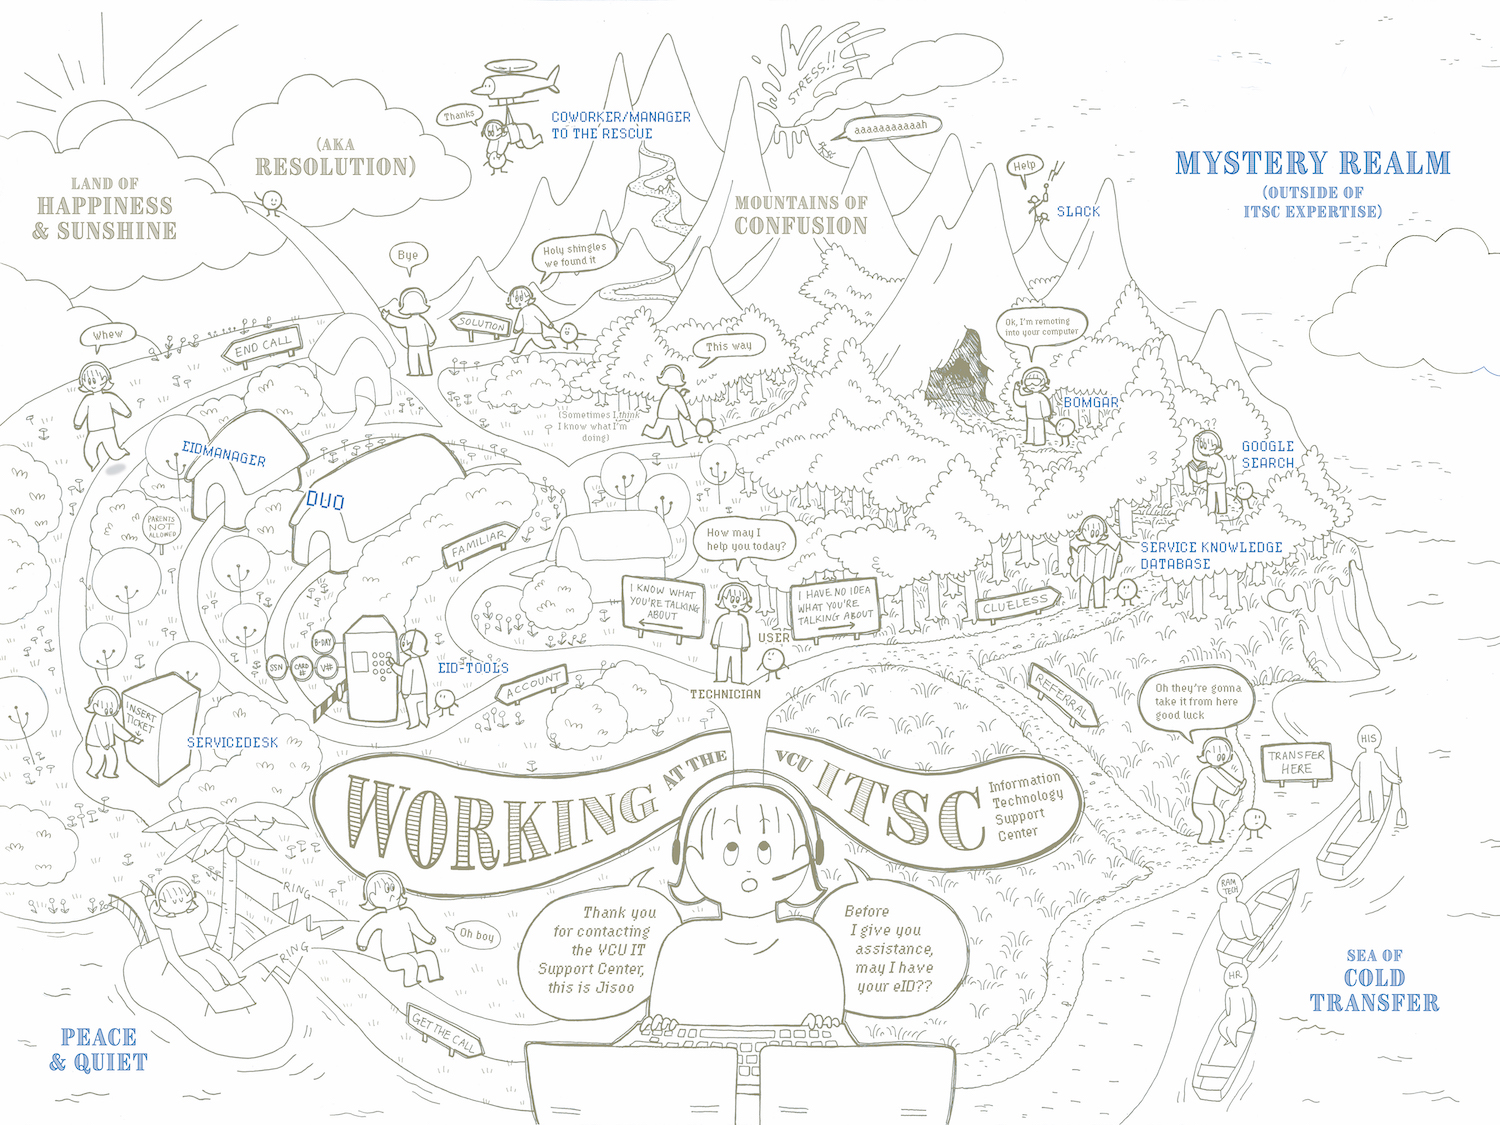 LAND OF
HAPPINESS
& SUNSHINE
(AKA
RESOLUTION)
Thanks
COWORKER/MANAGER
TO THE RESCUE
STRESS!!
aaaaaaaaaaah
MOUNTAINS OF
CONFUSION
Help
SLACK
MYSTERY REALM
(OUTSIDE OF
ITSC EXPERTISE)
Bye
Holy shingles
we found it
SOLUTION
Whew
END CALL
This way
(Sometimes I think
I know what I'm
doing)
Ok, I'm remoting
into your computer
BOMGAR
???
GOOGLE
SEARCH
EIDMANAGER
DUO
PARENTS
NOT
ALLOWED
FAMILIAR
How may I
help you today?
I KNOW WHAT
YOU'RE TALKING
ABOUT
I HAVE NO IDEA
WHAT YOU'RE
TALKING ABOUT
USER
TECHNICIAN
CLUELESS
SERVICE KNOWLEDGE
DATABASE
B-DAY
SSN
CARD
#
V#
EID-TOOLS
ACCOUNT
REFERRAL
Oh they're gonna
take it from here
good luck
TRANSFER
HERE
HIS
INSERT
TICKET
SERVICEDESK
WORKING AT THE VCU ITSC
Information
Technology
Support
Center
RING
RING
Oh boy
GET THE CALL
Thank you
for contacting
the VCU IT
Support Center,
this is Jisoo
Before
I give you
assistance,
may I have
your eID??
RAM
TECH
HR
PEACE
& QUIET
SEA OF
COLD
TRANSFER